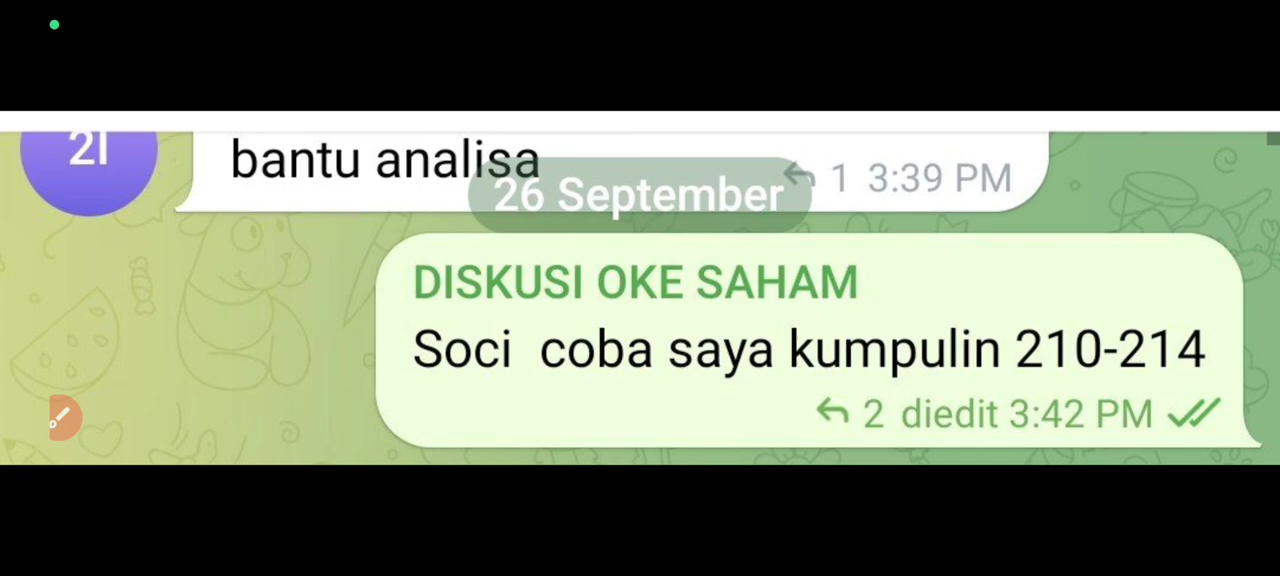 2I
bantu analisa
1 3:39 PM
26 September
DISKUSI OKE SAHAM
Soci coba saya kumpulin 210-214
2 diedit 3:42 PM